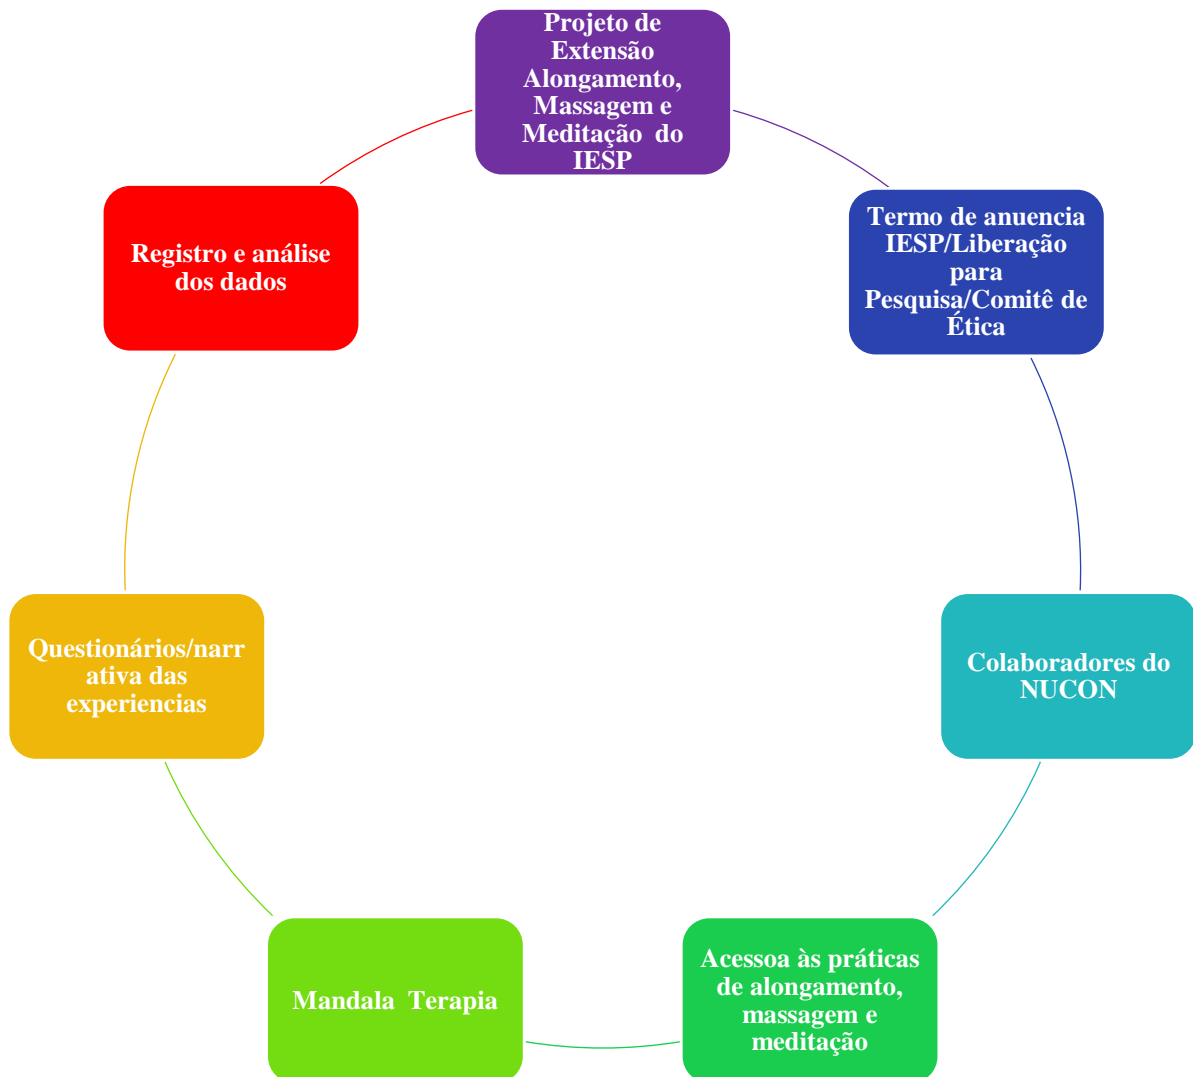 Projeto de
Extensão
Alongamento,
Massagem e
Meditação do
IESP
Termo de anuencia
IESP/Liberação
para
Pesquisa/Comitê de
Ética
Colaboradores do
NUCON
Acessoa às práticas
de alongamento,
massagem e
meditação
Mandala Terapia
Questionários/narr
ativa das
experiencias
Registro e análise
dos dados